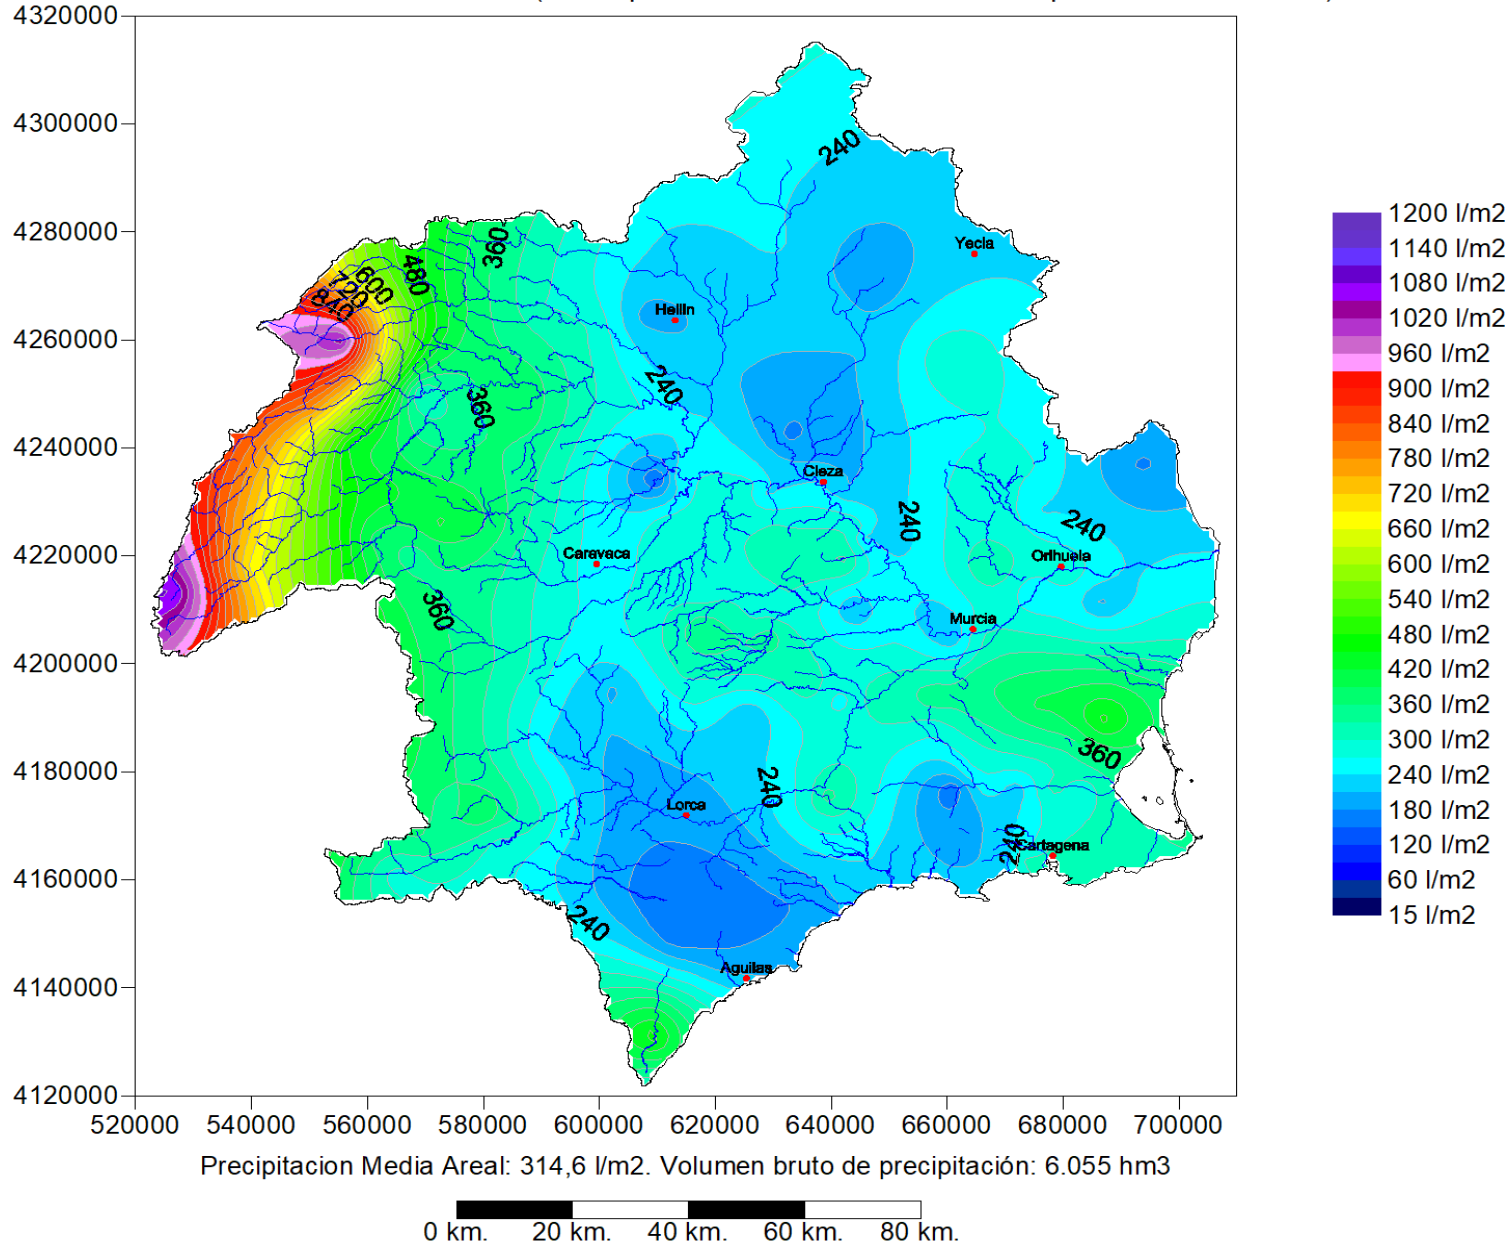 4320000
4300000
4280000
4260000
4240000
4220000
4200000
4180000
4160000
4140000
4120000
520000 540000 560000 580000 600000 620000 640000 660000 680000 700000
240
360
480
600
720
840
Yecla
Hellin
240
360
Cieza
240
240
Caravaca
Orihuela
360
Murcia
360
240
Lorca
240
Cartagena
240
Aguilas
1200 l/m2
1140 l/m2
1080 l/m2
1020 l/m2
960 l/m2
900 l/m2
840 l/m2
780 l/m2
720 l/m2
660 l/m2
600 l/m2
540 l/m2
480 l/m2
420 l/m2
360 l/m2
300 l/m2
240 l/m2
180 l/m2
120 l/m2
60 l/m2
15 l/m2
Precipitacion Media Areal: 314,6 l/m2. Volumen bruto de precipitación: 6.055 hm3
0 km. 20 km. 40 km. 60 km. 80 km.